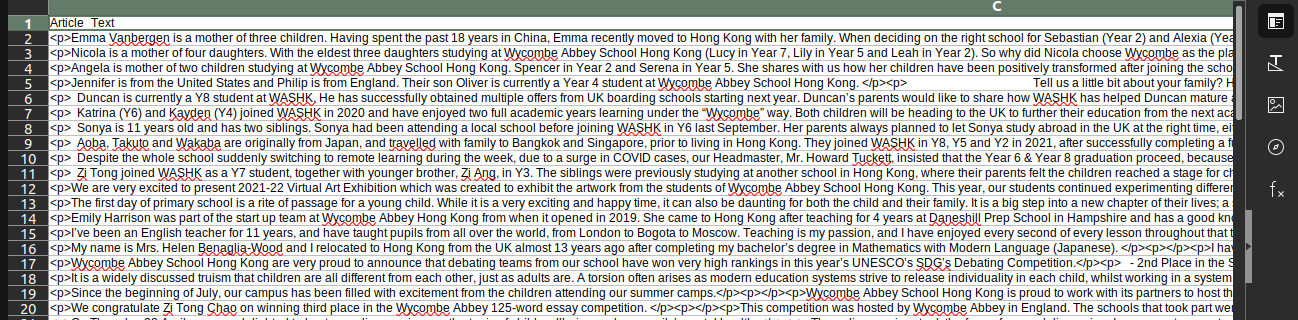 C
1 Article Text
2 <p>Emma Vanbergen is a mother of three children. Having spent the past 18 years in China, Emma recently moved to Hong Kong with her family. When deciding on the right school for Sebastian (Year 2) and Alexia (Yea
3 <p>Nicola is a mother of four daughters. With the eldest three daughters studying at Wycombe Abbey School Hong Kong (Lucy in Year 7, Lily in Year 5 and Leah in Year 2). So why did Nicola choose Wycombe as the pla
4 <p>Angela is mother of two children studying at Wycombe Abbey School Hong Kong. Spencer in Year 2 and Serena in Year 5. She shares with us how her children have been positively transformed after joining the schoo
5 <p>Jennifer is from the United States and Philip is from England. Their son Oliver is currently a Year 4 student at Wycombe Abbey School Hong Kong. </p><p> Tell us a little bit about your family? H
6 <p> Duncan is currently a Y8 student at WASHK, He has successfully obtained multiple offers from UK boarding schools starting next year. Duncan's parents would like to share how WASHK has helped Duncan mature a
7 <p> Katrina (Y6) and Kayden (Y4) joined WASHK in 2020 and have enjoyed two full academic years learning under the “Wycombe” way. Both children will be heading to the UK to further their education from the next aca
8 <p> Sonya is 11 years old and has two siblings. Sonya had been attending a local school before joining WASHK in Y6 last September. Her parents always planned to let Sonya study abroad in the UK at the right time, ei
9 <p> Aoba, Takuto and Wakaba are originally from Japan, and travelled with family to Bangkok and Singapore, prior to living in Hong Kong. They joined WASHK in Y8, Y5 and Y2 in 2021, after successfully completing a fu
10 <p> Despite the whole school suddenly switching to remote learning during the week, due to a surge in COVID cases, our Headmaster, Mr. Howard Tuckett, insisted that the Year 6 & Year 8 graduation proceed, because
11 <p> Zi Tong joined WASHK as a Y7 student, together with younger brother, Zi Ang, in Y3. The siblings were previously studying at another school in Hong Kong, where their parents felt the children reached a stage for ch
12 <p>We are very excited to present 2021-22 Virtual Art Exhibition which was created to exhibit the artwork from the students of Wycombe Abbey School Hong Kong. This year, our students continued experimenting differen
13 <p>The first day of primary school is a rite of passage for a young child. While it is a very exciting and happy time, it can also be daunting for both the child and their family. It is a big step into a new chapter of their lives; a
14 <p>Emily Harrison was part of the start up team at Wycombe Abbey Hong Kong from when it opened in 2019. She came to Hong Kong after teaching for 4 years at Daneshill Prep School in Hampshire and has a good kno
15 <p>I've been an English teacher for 11 years, and have taught pupils from all over the world, from London to Bogota to Moscow. Teaching is my passion, and I have enjoyed every second of every lesson throughout that t
16 <p>My name is Mrs. Helen Benaglia-Wood and I relocated to Hong Kong from the UK almost 13 years ago after completing my bachelor's degree in Mathematics with Modern Language (Japanese). </p><p></p><p>I hav
17 <p>Wycombe Abbey School Hong Kong are very proud to announce that debating teams from our school have won very high rankings in this year's UNESCO's SDG's Debating Competition.</p><p> - 2nd Place in the S
18 <p>It is a widely discussed truism that children are all different from each other, just as adults are. A torsion often arises as modern education systems strive to release individuality in each child, whilst working in a system
19 <p>Since the beginning of July, our campus has been filled with excitement from the children attending our summer camps.</p><p></p><p>Wycombe Abbey School Hong Kong is proud to work with its partners to host th
20 <p>We congratulate Zi Tong Chao on winning third place in the Wycombe Abbey 125-word essay competition. </p><p></p><p>This competition was hosted by Wycombe Abbey in England. The schools that took part were